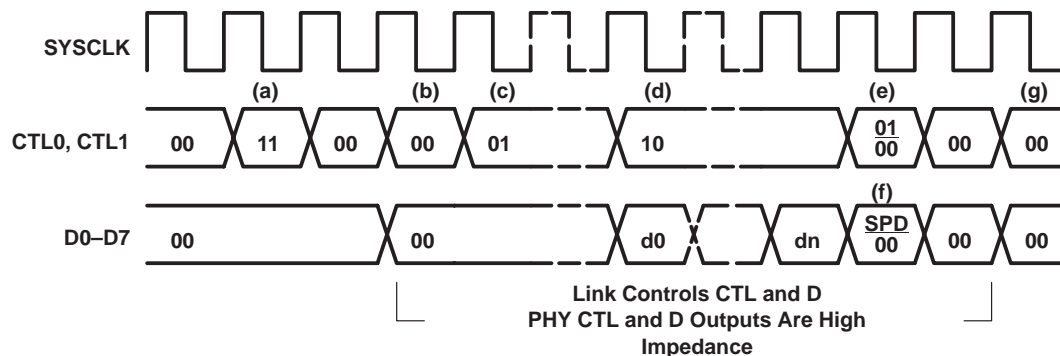 SYSCLK
(a) (b) (c) (d) (e) (g)
CTL0, CTL1 00 11 00 00 01 10 01 00 00
00
(f)
D0–D7 00 00 d0 dn SPD 00 00
00
Link Controls CTL and D
PHY CTL and D Outputs Are High
Impedance